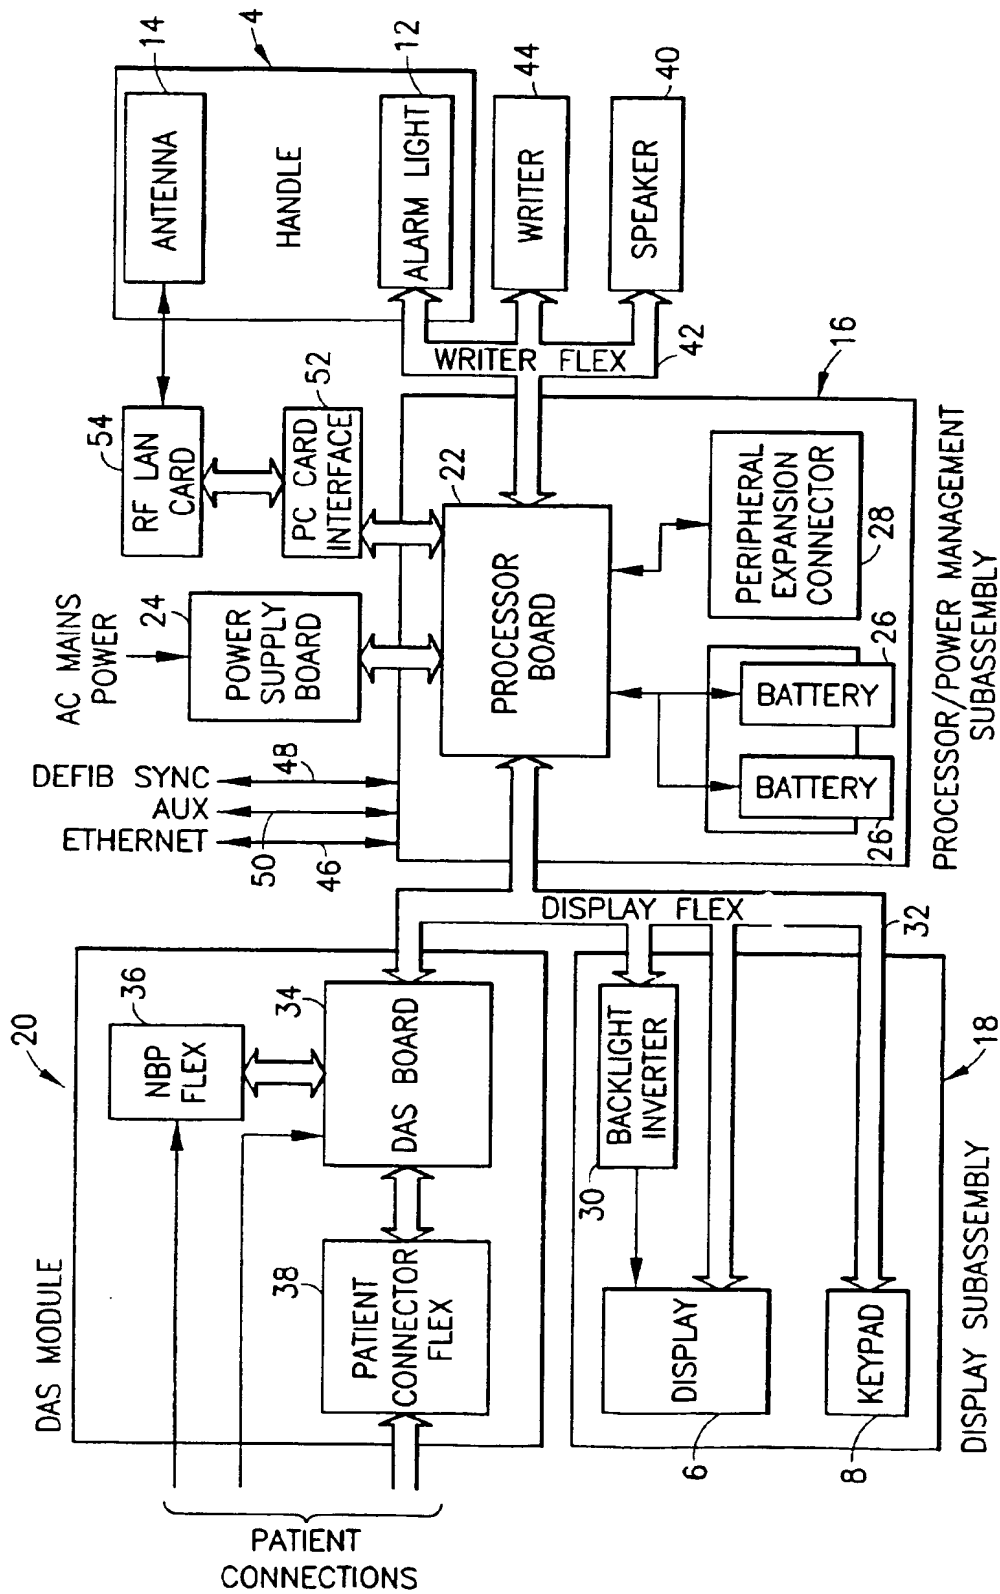 20
DAS MODULE
36
NBP
FLEX
34
DAS BOARD
38
PATIENT
CONNECTOR
FLEX
PATIENT
CONNECTIONS
DEFIB SYNC
48
AUX
50
ETHERNET
46
AC MAINS
POWER
24
POWER
SUPPLY
BOARD
54
RF LAN
CARD
52
PC CARD
INTERFACE
14
ANTENNA
4
HANDLE
12
ALARM LIGHT
44
WRITER
40
SPEAKER
WRITER FLEX
42
16
22
PROCESSOR
BOARD
PERIPHERAL
EXPANSION
CONNECTOR
28
BATTERY
26
BATTERY
26
PROCESSOR/POWER MANAGEMENT
SUBASSEMBLY
DISPLAY FLEX
32
BACKLIGHT
INVERTER
30
DISPLAY
6
KEYPAD
8
18
DISPLAY SUBASSEMBLY